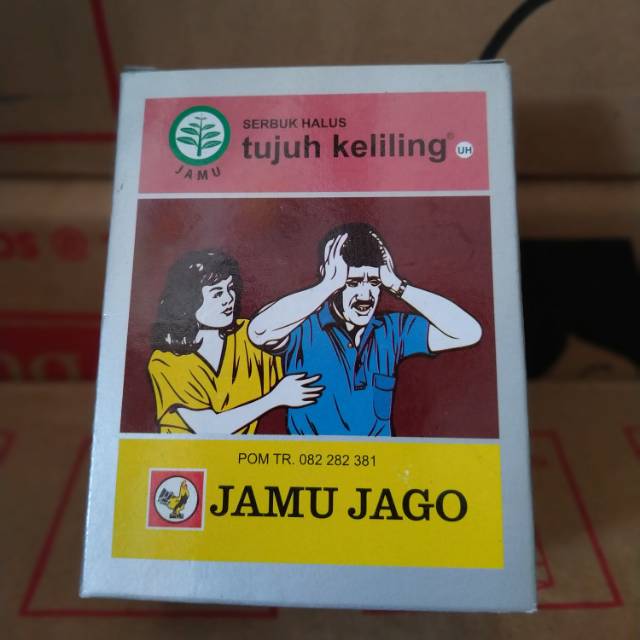 SERBUK HALUS
tujuh keliling®
UH
JAMU
POM TR. 082 282 381
JAMU JAGO